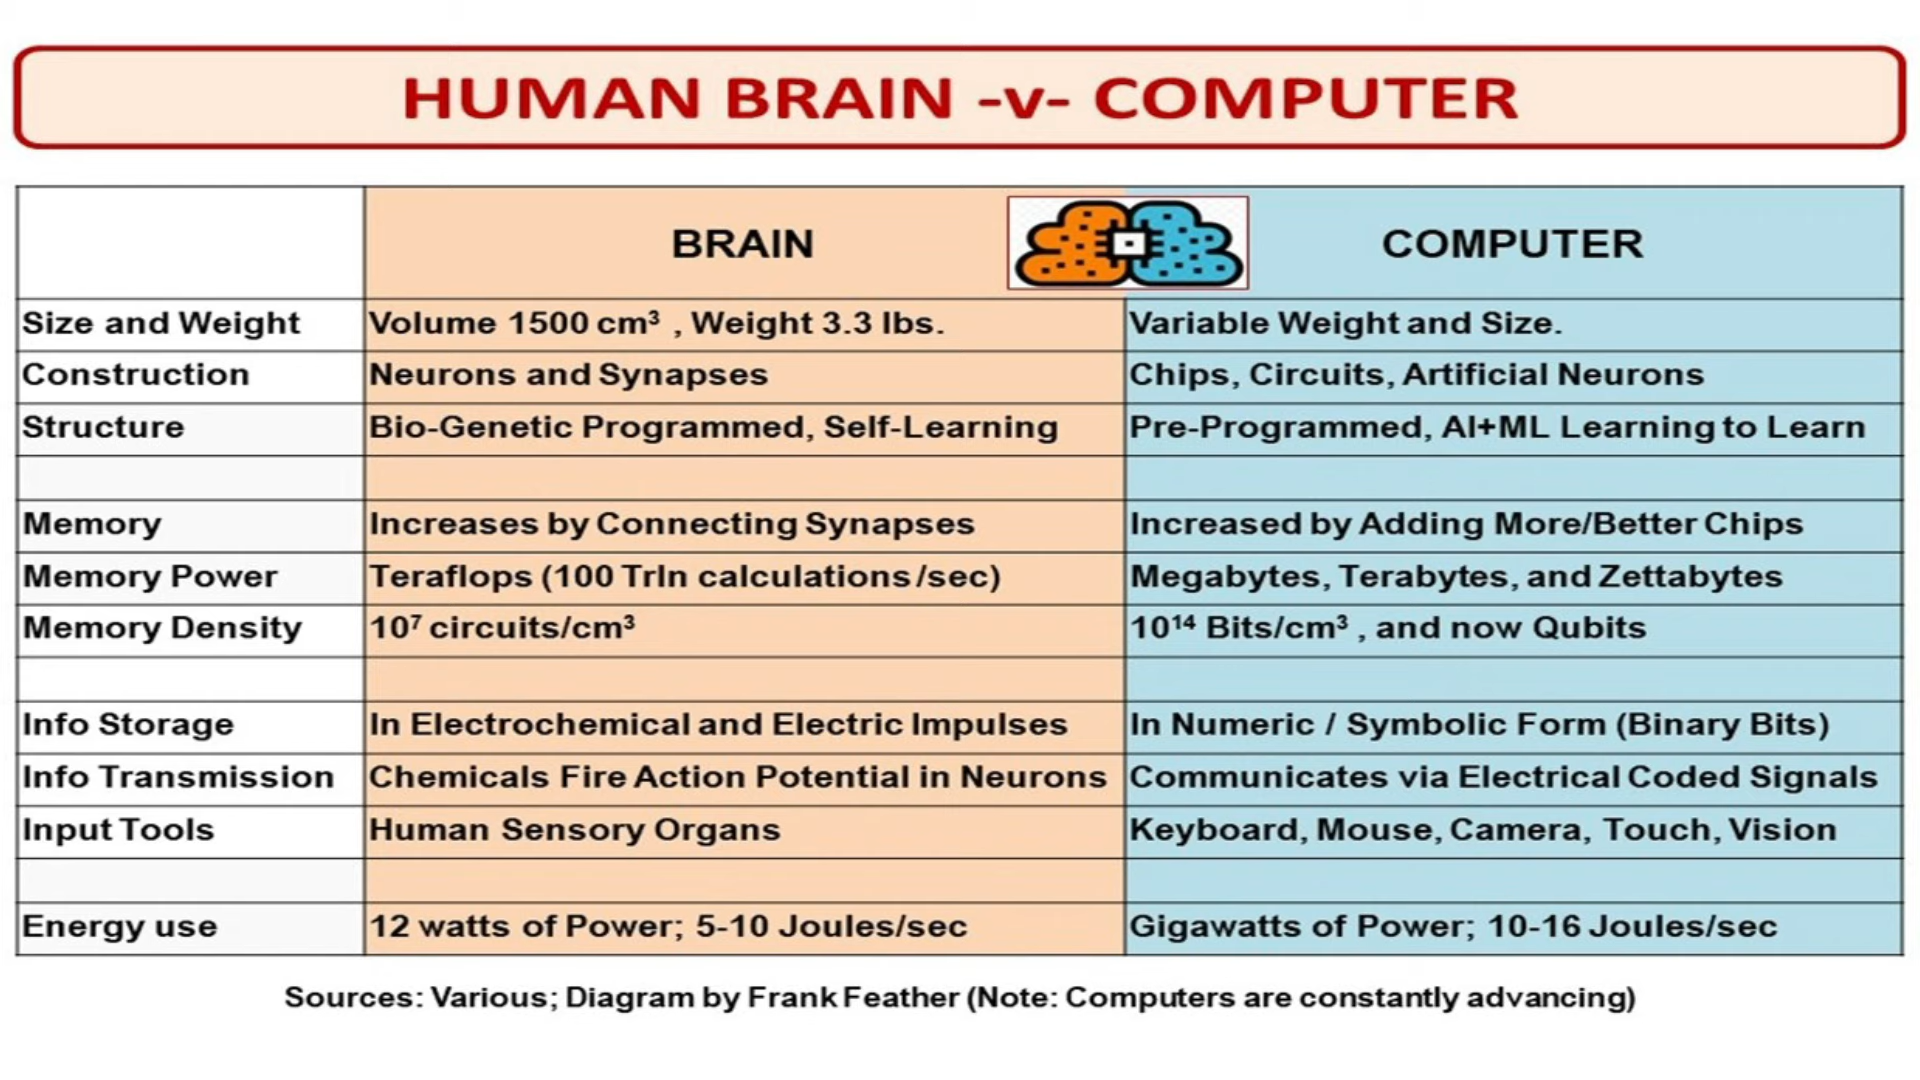 HUMAN BRAIN -v- COMPUTER
BRAIN COMPUTER
Size and Weight Volume 1500 cm³ , Weight 3.3 lbs. Variable Weight and Size.
Construction Neurons and Synapses Chips, Circuits, Artificial Neurons
Structure Bio-Genetic Programmed, Self-Learning Pre-Programmed, AI+ML Learning to Learn
Memory Increases by Connecting Synapses Increased by Adding More/Better Chips
Memory Power Teraflops (100 Trln calculations /sec) Megabytes, Terabytes, and Zettabytes
Memory Density 10⁷ circuits/cm³ 10¹⁴ Bits/cm³ , and now Qubits
Info Storage In Electrochemical and Electric Impulses In Numeric / Symbolic Form (Binary Bits)
Info Transmission Chemicals Fire Action Potential in Neurons Communicates via Electrical Coded Signals
Input Tools Human Sensory Organs Keyboard, Mouse, Camera, Touch, Vision
Energy use 12 watts of Power; 5-10 Joules/sec Gigawatts of Power; 10-16 Joules/sec
Sources: Various; Diagram by Frank Feather (Note: Computers are constantly advancing)